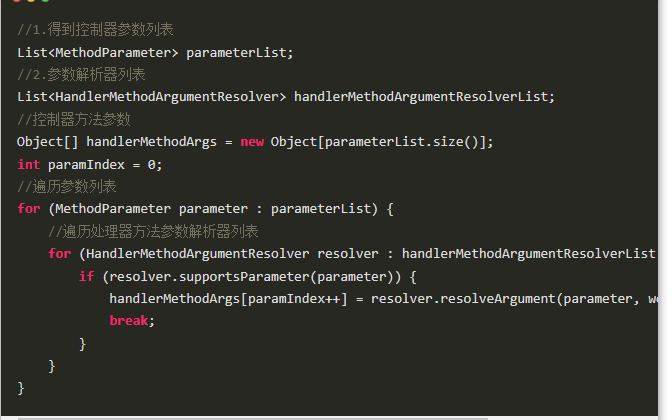 //1.得到控制器参数列表
List<MethodParameter> parameterList;
//2.参数解析器列表
List<HandlerMethodArgumentResolver> handlerMethodArgumentResolverList;
//控制器方法参数
Object[] handlerMethodArgs = new Object[parameterList.size()];
int paramIndex = 0;
//遍历参数列表
for (MethodParameter parameter : parameterList) {
    //遍历处理器方法参数解析器列表
    for (HandlerMethodArgumentResolver resolver : handlerMethodArgumentResolverList
        if (resolver.supportsParameter(parameter)) {
            handlerMethodArgs[paramIndex++] = resolver.resolveArgument(parameter,
            break;
        }
    }
}